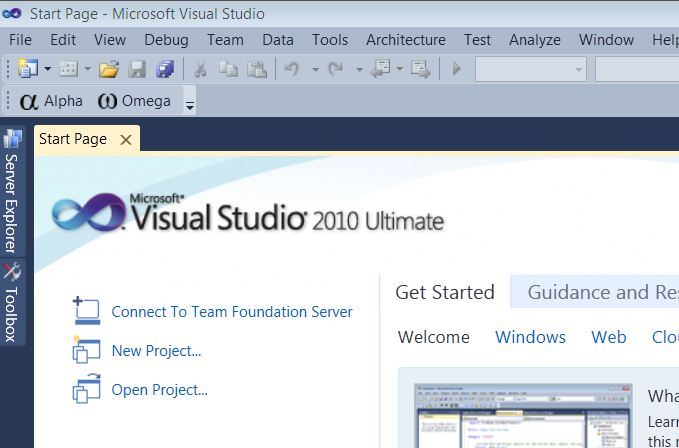 Start Page - Microsoft Visual Studio
File Edit View Debug Team Data Tools Architecture Test Analyze Window Help
α Alpha ω Omega
Start Page
Server Explorer
Toolbox
Microsoft®
Visual Studio® 2010 Ultimate
Connect To Team Foundation Server
New Project...
Open Project...
Get Started Guidance and Res
Welcome Windows Web Clou
Wha
Learn
this r